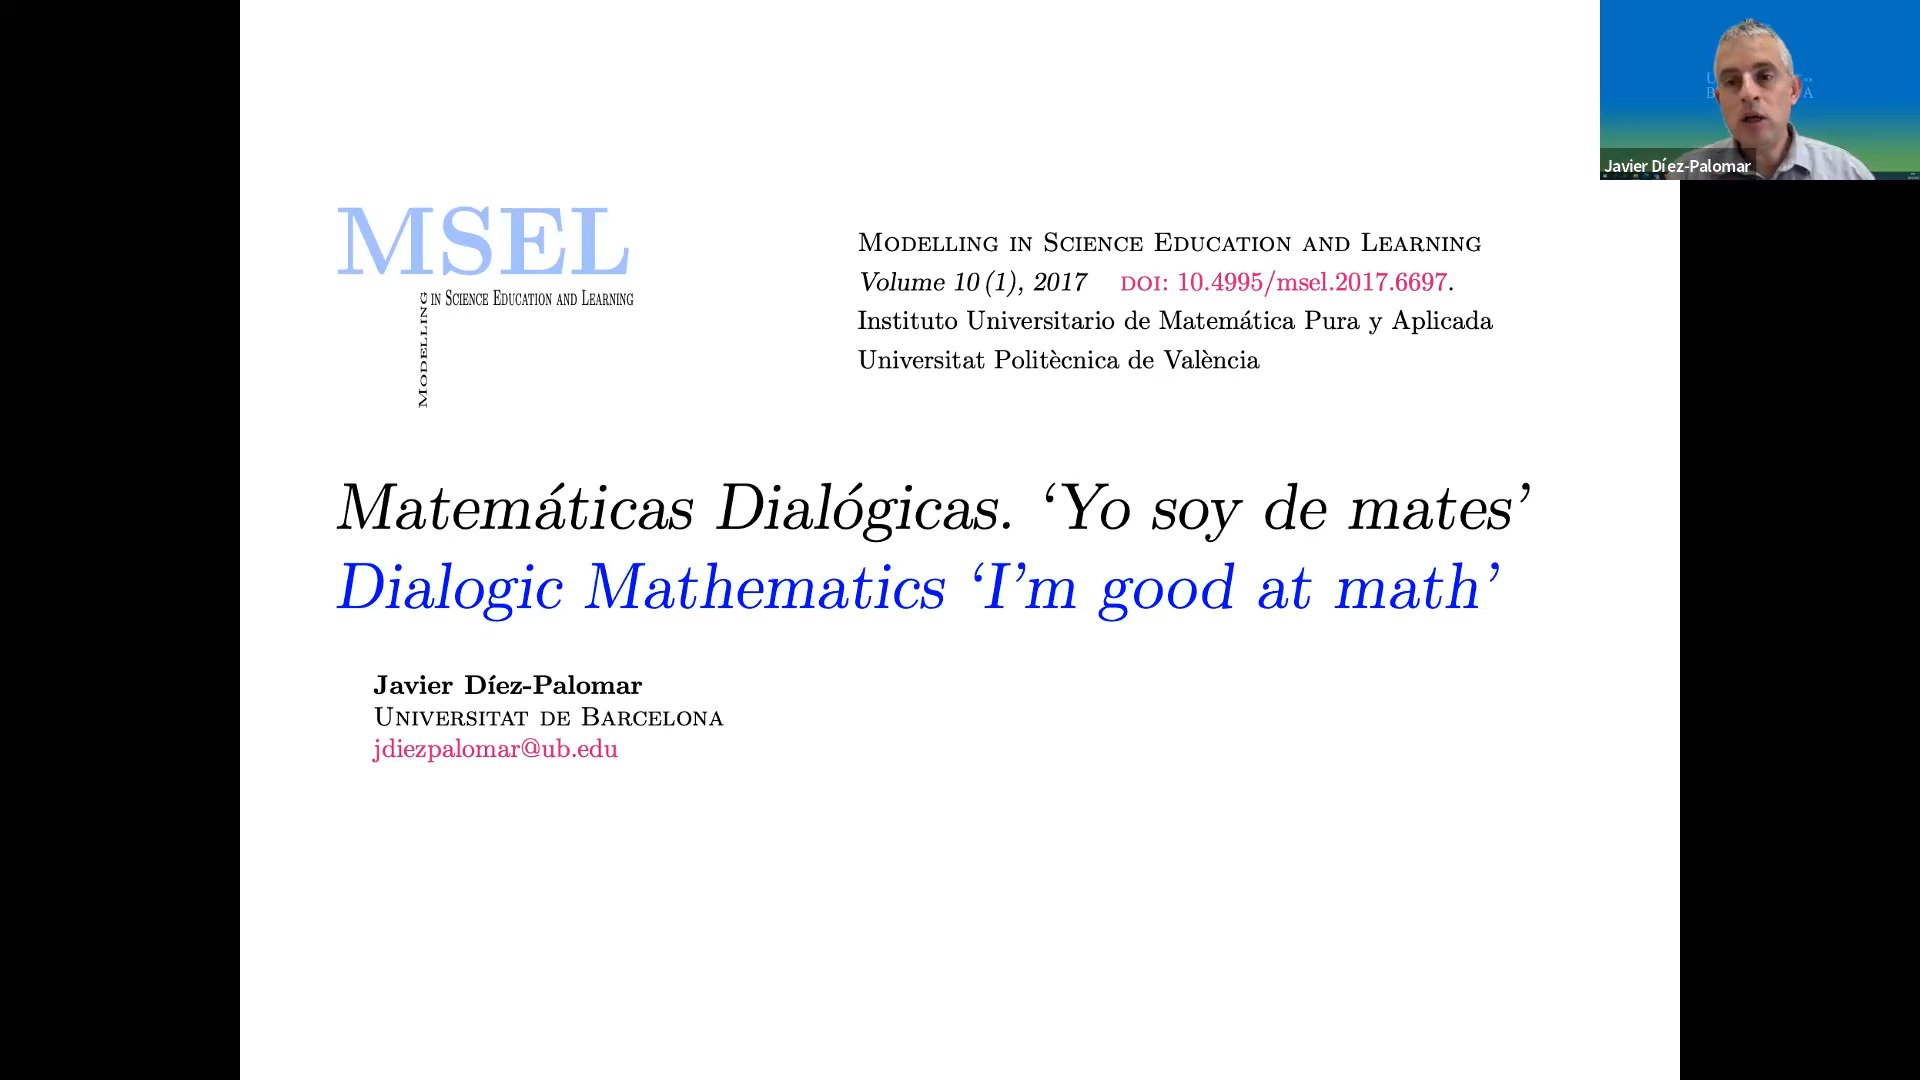 MSEL
MODELLING
IN SCIENCE EDUCATION AND LEARNING
MODELLING IN SCIENCE EDUCATION AND LEARNING
Volume 10 (1), 2017 DOI: 10.4995/msel.2017.6697.
Instituto Universitario de Matemática Pura y Aplicada
Universitat Politècnica de València
Matemáticas Dialógicas. ‘Yo soy de mates’
Dialogic Mathematics ‘I’m good at math’
Javier Díez-Palomar
UNIVERSITAT DE BARCELONA
jdiezpalomar@ub.edu
Javier Díez-Palomar